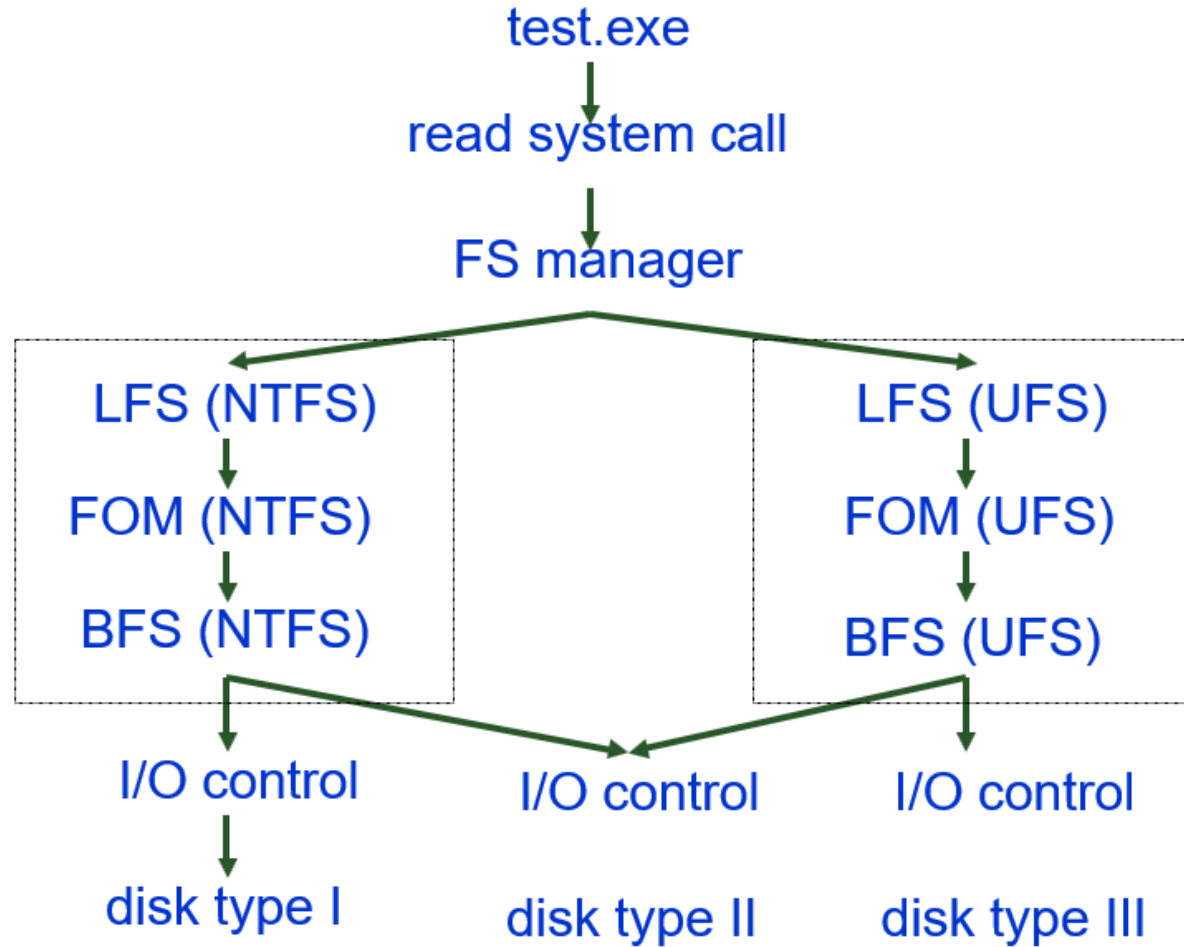 test.exe
read system call
FS manager
LFS (NTFS)
LFS (UFS)
FOM (NTFS)
FOM (UFS)
BFS (NTFS)
BFS (UFS)
I/O control
I/O control
I/O control
disk type I
disk type II
disk type III